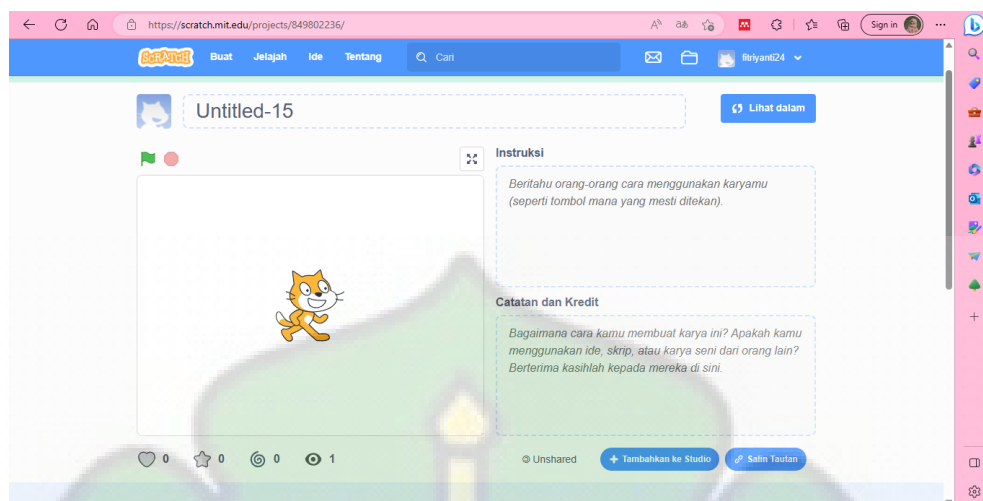 https://scratch.mit.edu/projects/849802236/
Sign in
SCRATCH Buat Jelajah Ide Tentang Cari fitriyanti24
Untitled-15
Lihat dalam
Instruksi
Beritahu orang-orang cara menggunakan karyamu
(seperti tombol mana yang mesti ditekan).
Catatan dan Kredit
Bagaimana cara kamu membuat karya ini? Apakah kamu
menggunakan ide, skrip, atau karya seni dari orang lain?
Berterima kasihlah kepada mereka di sini.
0 0 0 1 Unshared Tambahkan ke Studio Salin Tautan